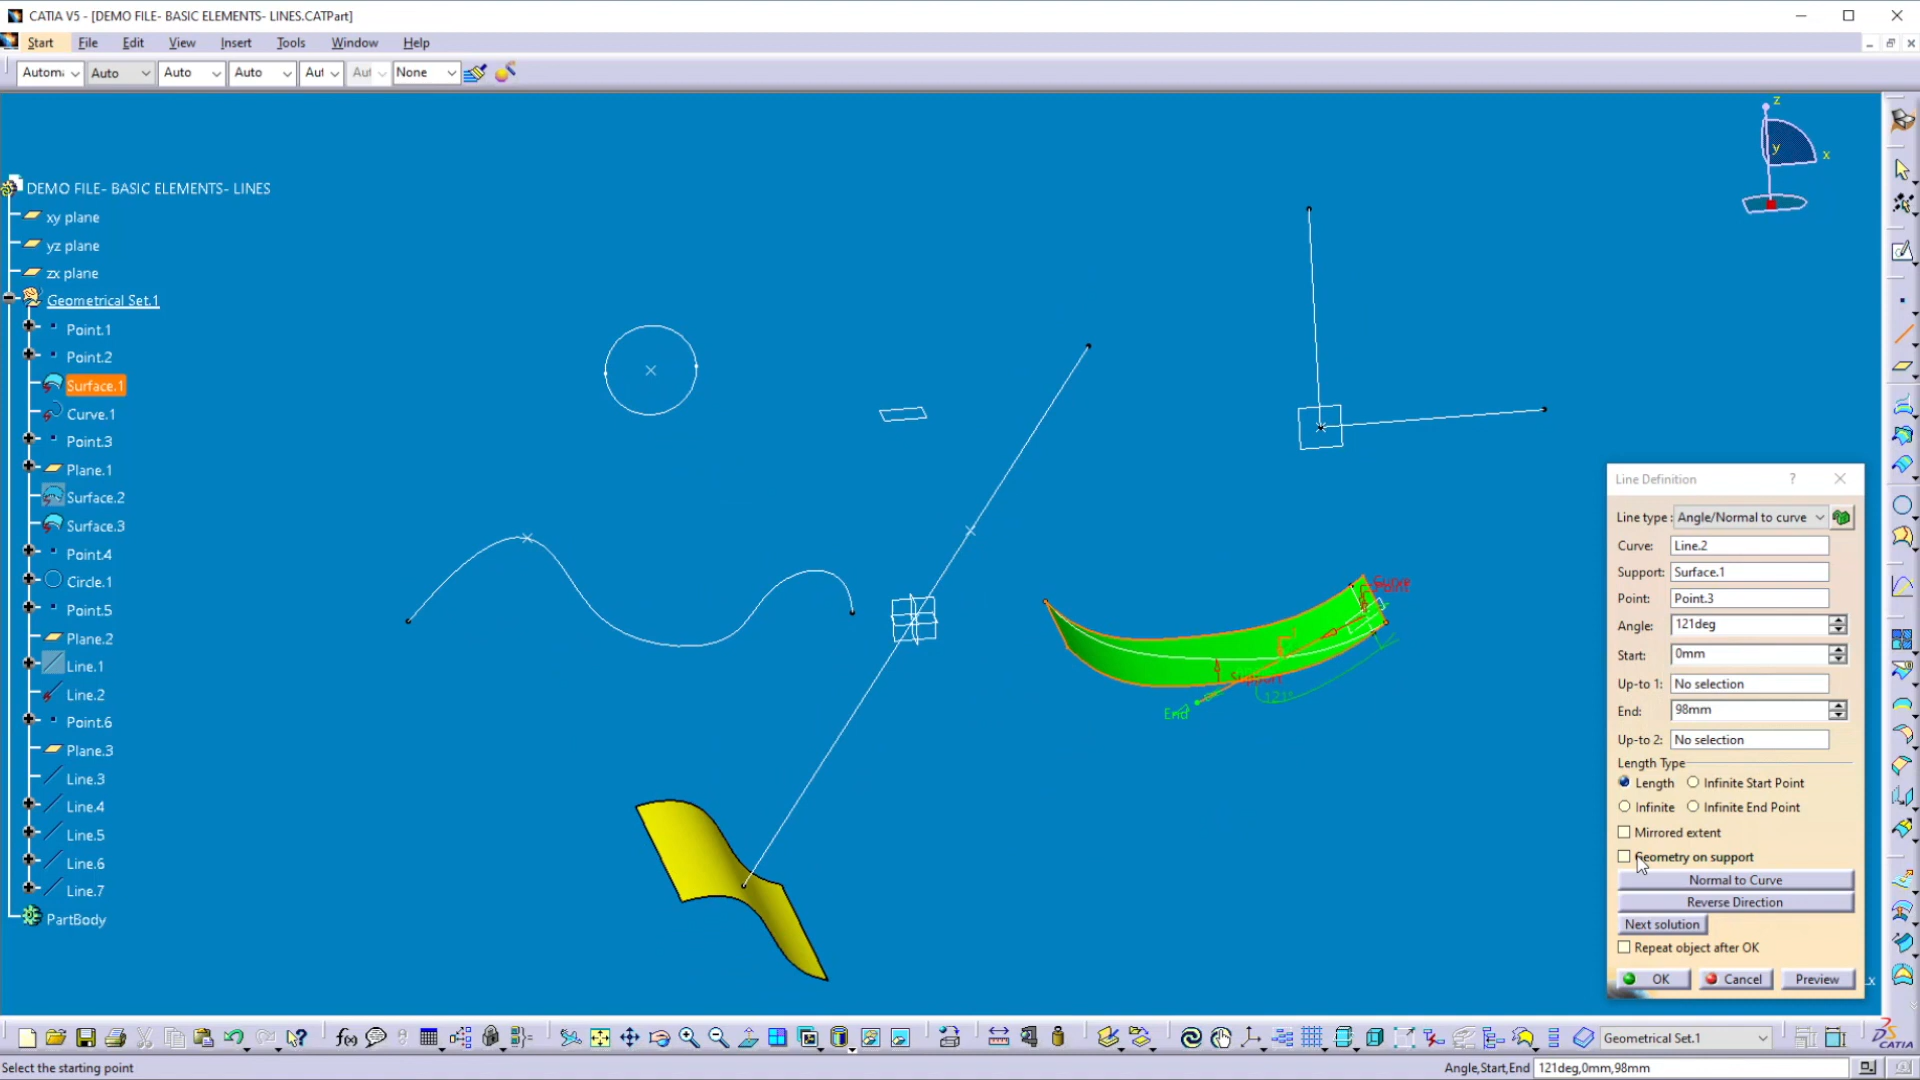 CATIA V5 - [DEMO FILE- BASIC ELEMENTS- LINES.CATPart]
Start File Edit View Insert Tools Window Help
Autom Auto Auto Auto Aut Aut None
z
y
x
DEMO FILE- BASIC ELEMENTS- LINES
xy plane
yz plane
zx plane
Geometrical Set.1
Point.1
Point.2
Surface.1
Curve.1
Point.3
Plane.1
Surface.2
Surface.3
Point.4
Circle.1
Point.5
Plane.2
Line.1
Line.2
Point.6
Plane.3
Line.3
Line.4
Line.5
Line.6
Line.7
PartBody
Support
121°
End
Line Definition ?
Line type : Angle/Normal to curve
Curve: Line.2
Support: Surface.1
Point: Point.3
Angle: 121deg
Start: 0mm
Up-to 1: No selection
End: 98mm
Up-to 2: No selection
Length Type
Length Infinite Start Point
Infinite Infinite End Point
Mirrored extent
Geometry on support
Normal to Curve
Reverse Direction
Next solution
Repeat object after OK
OK Cancel Preview
x
f(x) Geometrical Set.1
CATIA
Select the starting point Angle,Start,End 121deg,0mm,98mm